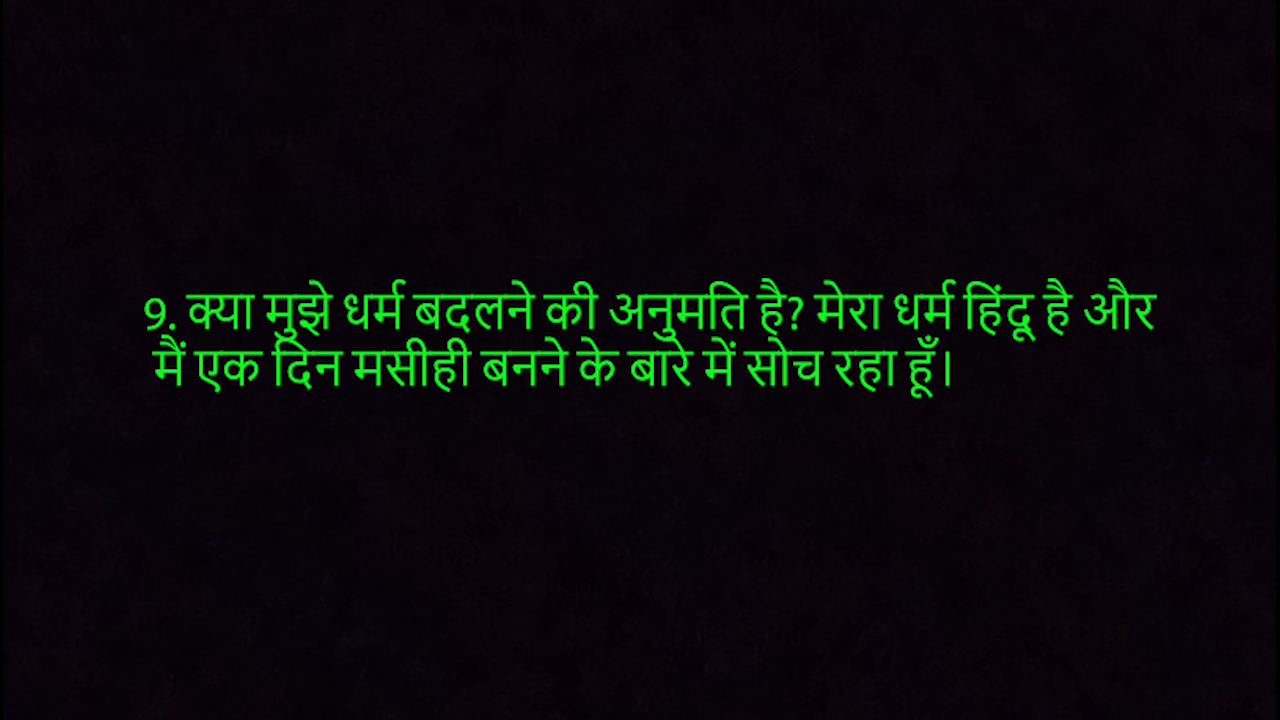 9. क्या मुझे धर्म बदलने की अनुमति है? मेरा धर्म हिंदू है और
मैं एक दिन मसीही बनने के बारे में सोच रहा हूँ।